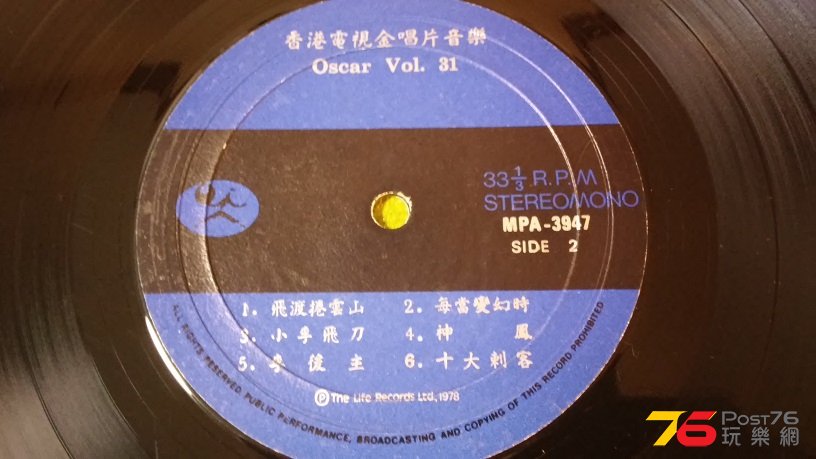 香港電視金唱片音樂
Oscar Vol. 31
33⅓ R.P.M
STEREOMONO
MPA-3947
SIDE 2
1. 飛渡捲雲山 2. 每當變幻時
3. 小李飛刀 4. 神 鳳
5. 李 後 主 6. 十大刺客
Ⓟ The Life Records Ltd, 1978
ALL RIGHTS RESERVED PUBLIC PERFORMANCE, BROADCASTING AND COPYING OF THIS RECORD PROHIBITED
76 Post76
玩樂網